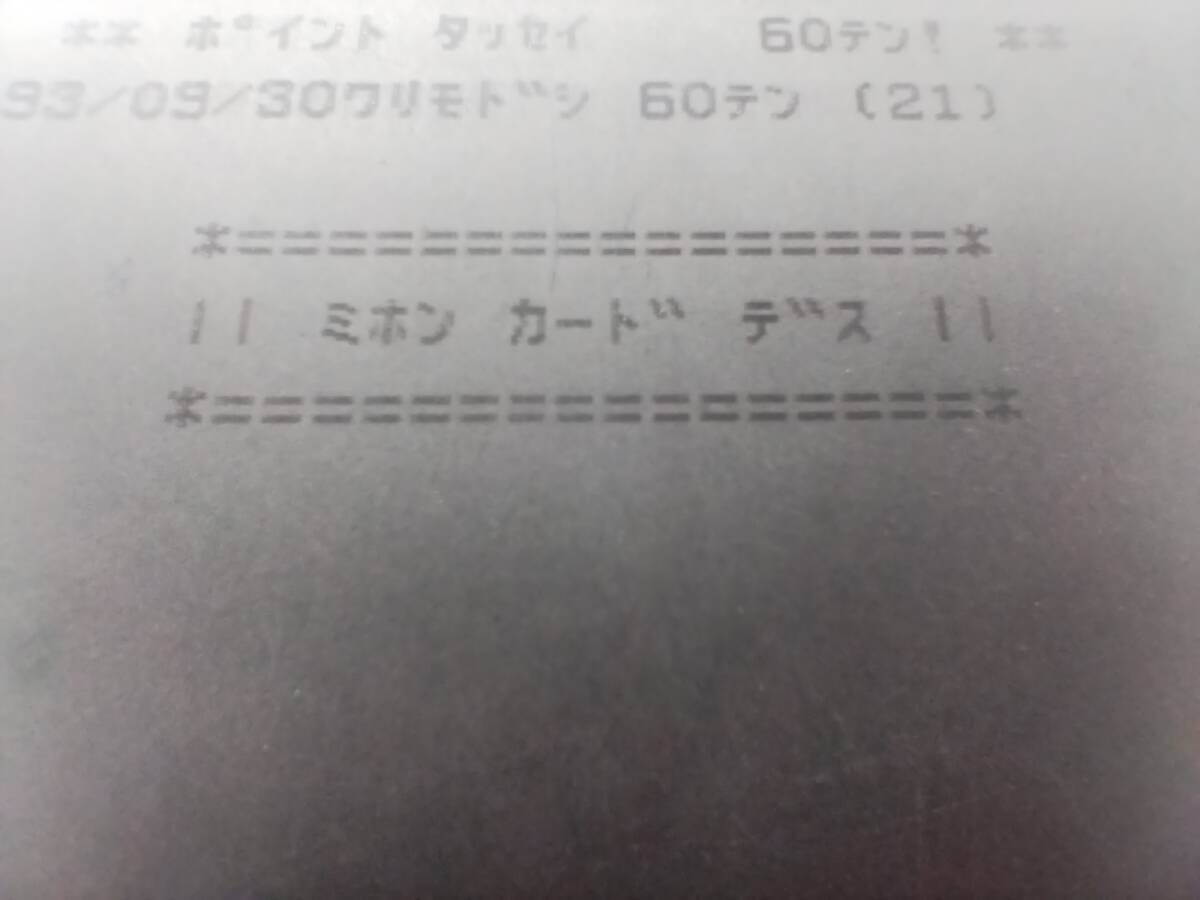 ** ポイント タッセイ 60テン! **
93/09/30ワリモドシ 60テン (21)
*================*
|| ミホン カード デス ||
*=================*